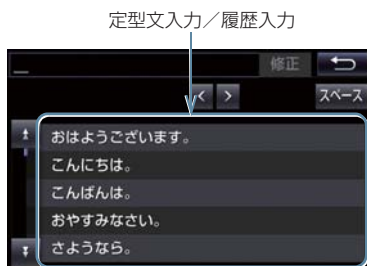 定型文入力／履歴入力
修正
スペース
おはようございます。
こんにちは。
こんばんは。
おやすみなさい。
さようなら。